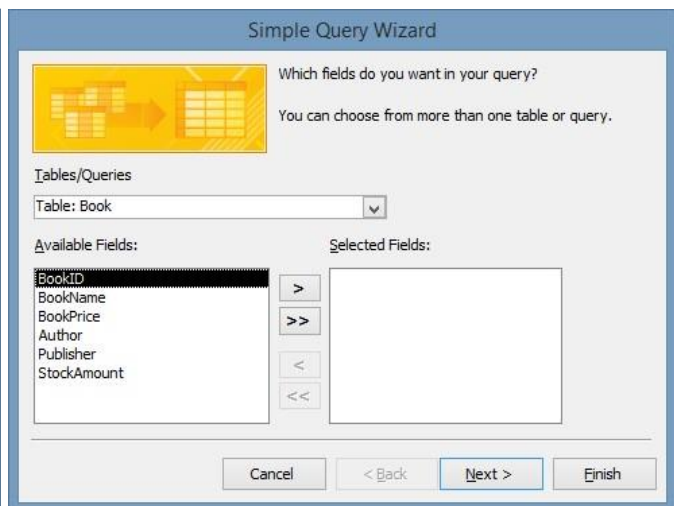 Simple Query Wizard
Which fields do you want in your query?
You can choose from more than one table or query.
Tables/Queries
Table: Book
Available Fields:
Selected Fields:
BookID
BookName
BookPrice
Author
Publisher
StockAmount
>
>>
<
<<
Cancel
< Back
Next >
Finish